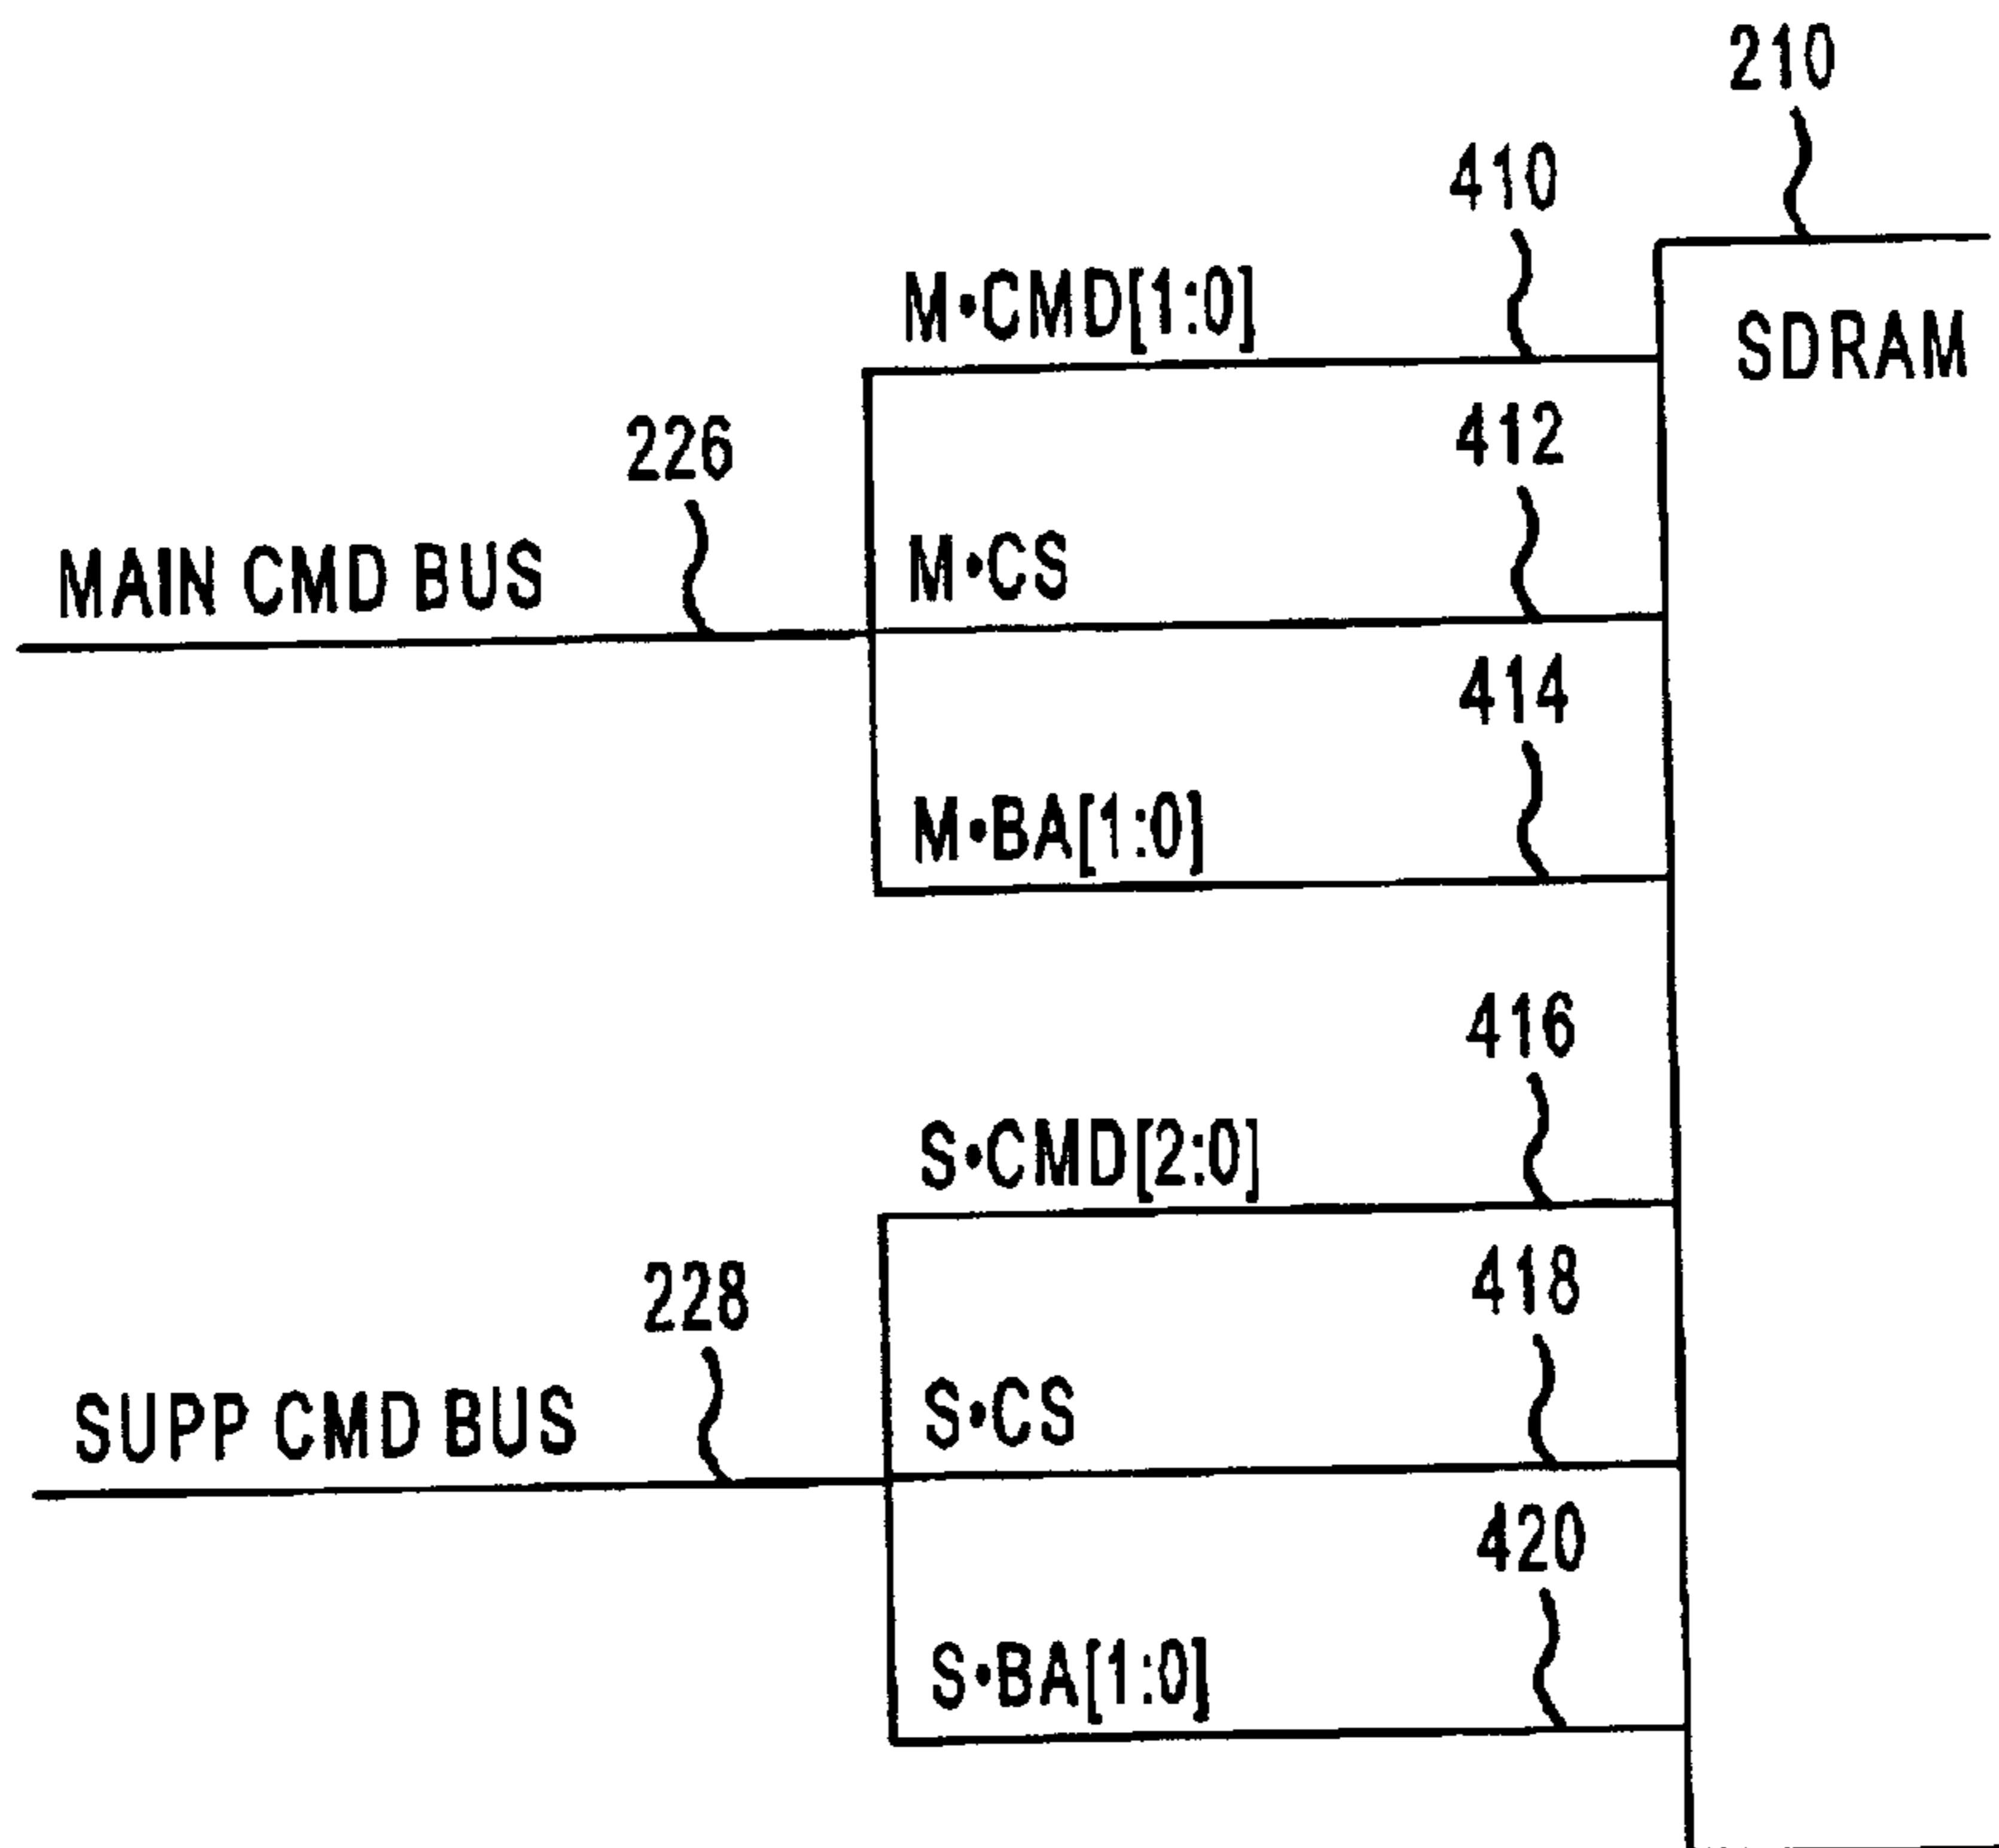 210
410
M•CMD[1:0]
SDRAM
412
226
M•CS
MAIN CMD BUS
414
M•BA[1:0]
416
S•CMD[2:0]
418
228
S•CS
SUPP CMD BUS
420
S•BA[1:0]